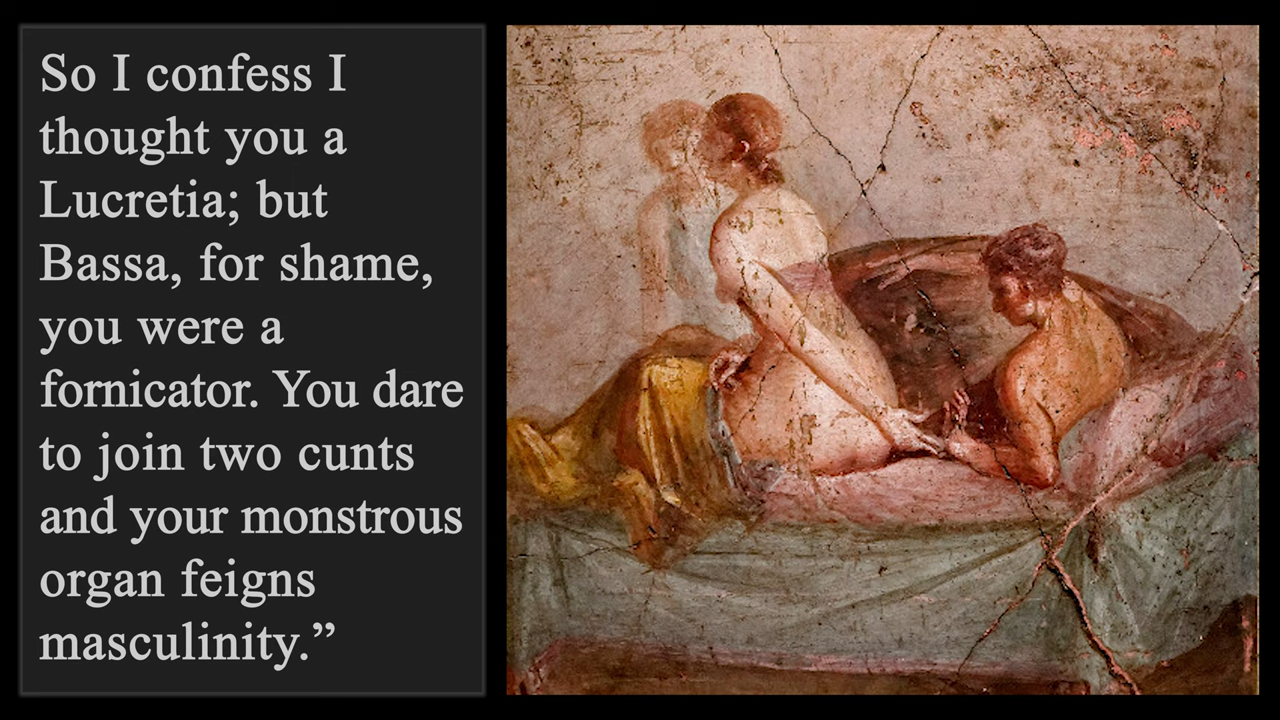 So I confess I
thought you a
Lucretia; but
Bassa, for shame,
you were a
fornicator. You dare
to join two cunts
and your monstrous
organ feigns
masculinity.”